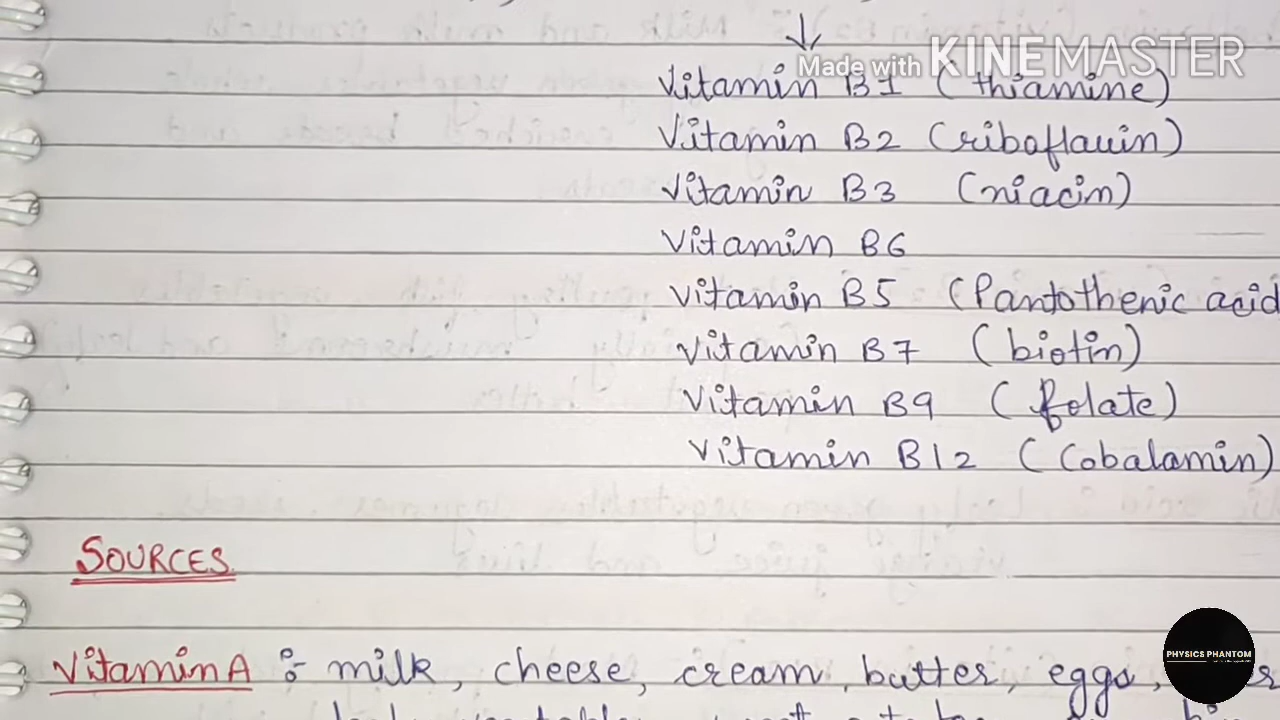 Made with KINEMASTER
Vitamin B1 (thiamine)
Vitamin B2 (riboflavin)
Vitamin B3 (niacin)
Vitamin B6
Vitamin B5 (Pantothenic acid
Vitamin B7 (biotin)
Vitamin B9 (folate)
Vitamin B12 (Cobalamin)
SOURCES
Vitamin A :- milk, cheese, cream, butter, eggs,
PHYSICS PHANTOM